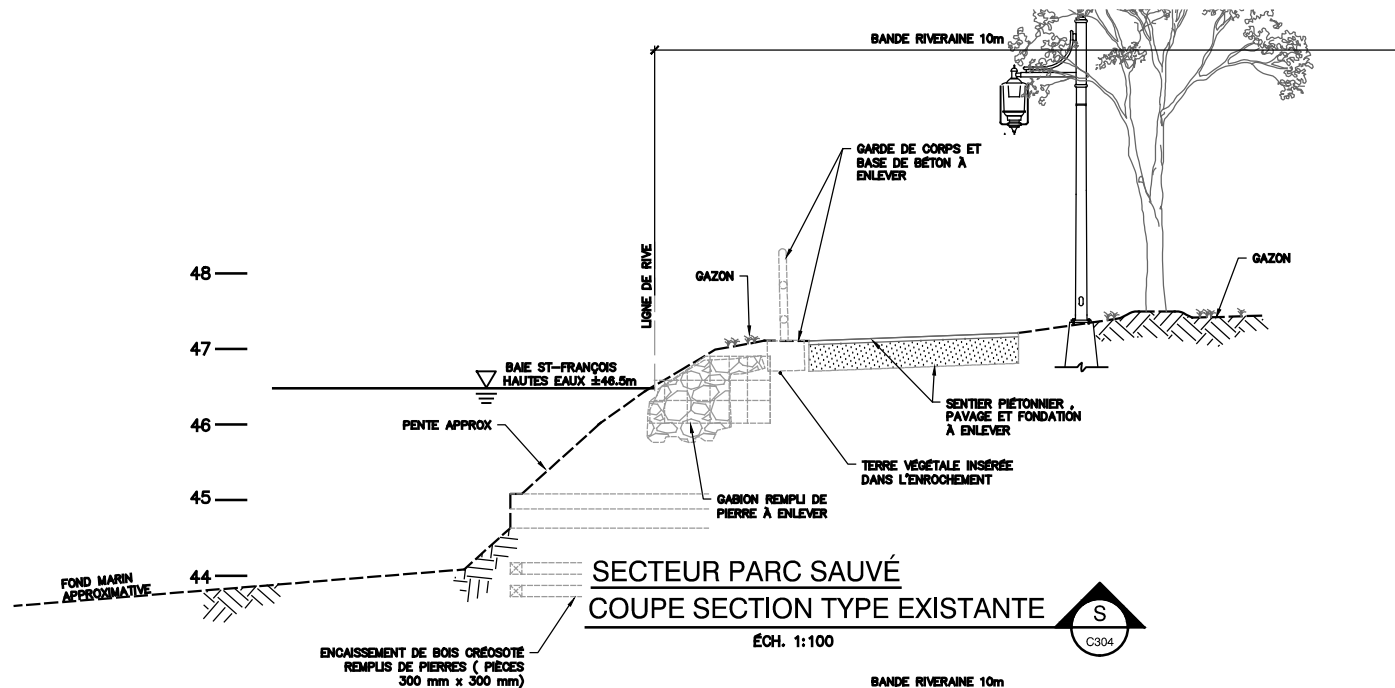 BANDE RIVERAINE 10m
GARDE DE CORPS ET
BASE DE BÉTON À
ENLEVER
LIGNE DE RIVE
48
GAZON
GAZON
47
BAIE ST-FRANÇOIS
HAUTES EAUX ±46.5m
46
PENTE APPROX
SENTIER PIÉTONNIER ,
PAVAGE ET FONDATION
À ENLEVER
TERRE VÉGÉTALE INSÉRÉE
DANS L'ENROCHEMENT
45
GABION REMPLI DE
PIERRE À ENLEVER
44
FOND MARIN
APPROXIMATIVE
SECTEUR PARC SAUVÉ
COUPE SECTION TYPE EXISTANTE
S
C304
ÉCH. 1:100
ENCAISSEMENT DE BOIS CRÉOSOTÉ
REMPLIS DE PIERRES ( PIÈCES
300 mm x 300 mm)
BANDE RIVERAINE 10m